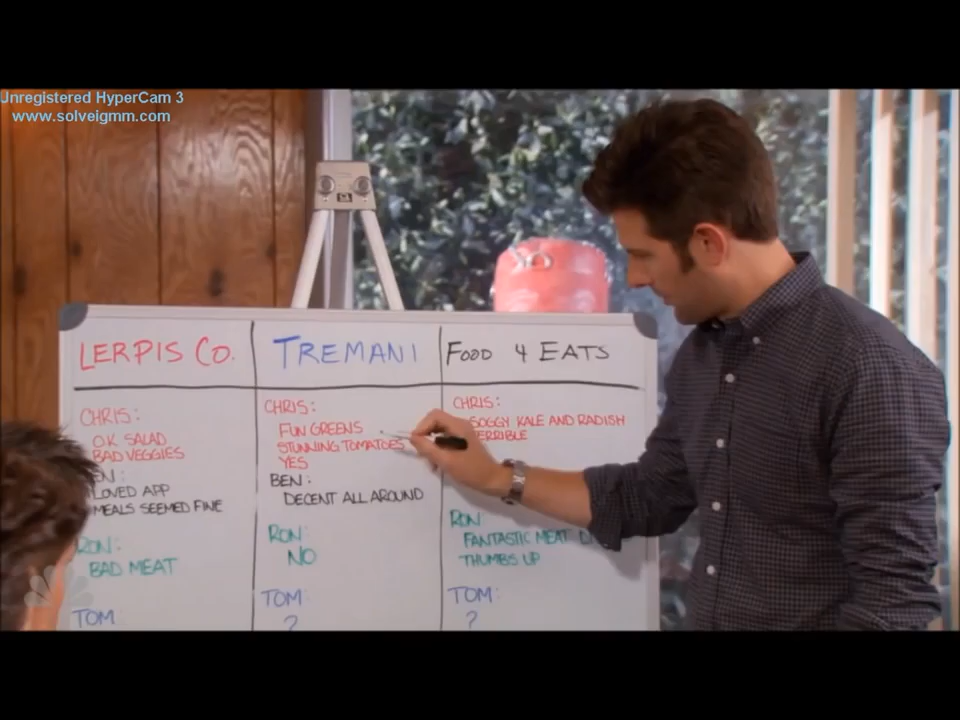 Unregistered HyperCam 3
www.solveigmm.com
LERPIS CO.
CHRIS:
O.K SALAD
BAD VEGGIES
BEN:
LOVED APP
MEALS SEEMED FINE
RON:
BAD MEAT
TOM:
TREMANI
CHRIS:
FUN GREENS
STUNNING TOMATOES
YES
BEN:
DECENT ALL AROUND
RON:
NO
TOM:
?
FOOD 4 EATS
CHRIS:
SOGGY KALE AND RADISH
TERRIBLE
RON:
FANTASTIC MEAT
THUMBS UP
TOM:
?